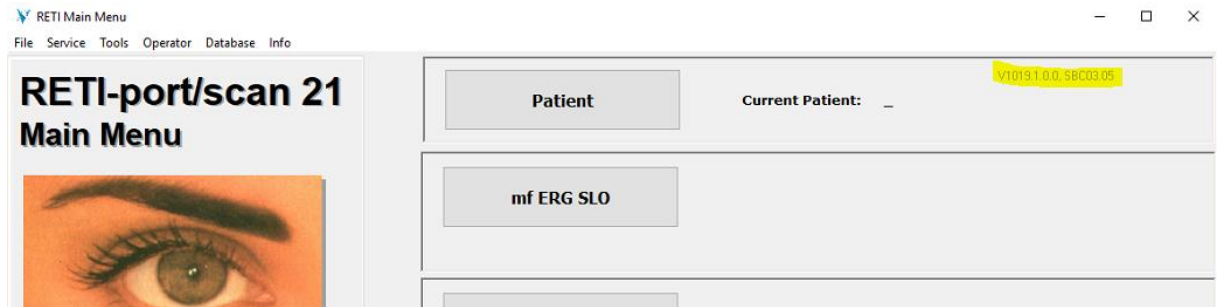 RETI Main Menu
File Service Tools Operator Database Info
RETI-port/scan 21
Main Menu
Patient
Current Patient: _
V1019.1.0.0, SBC03.05
mf ERG SLO